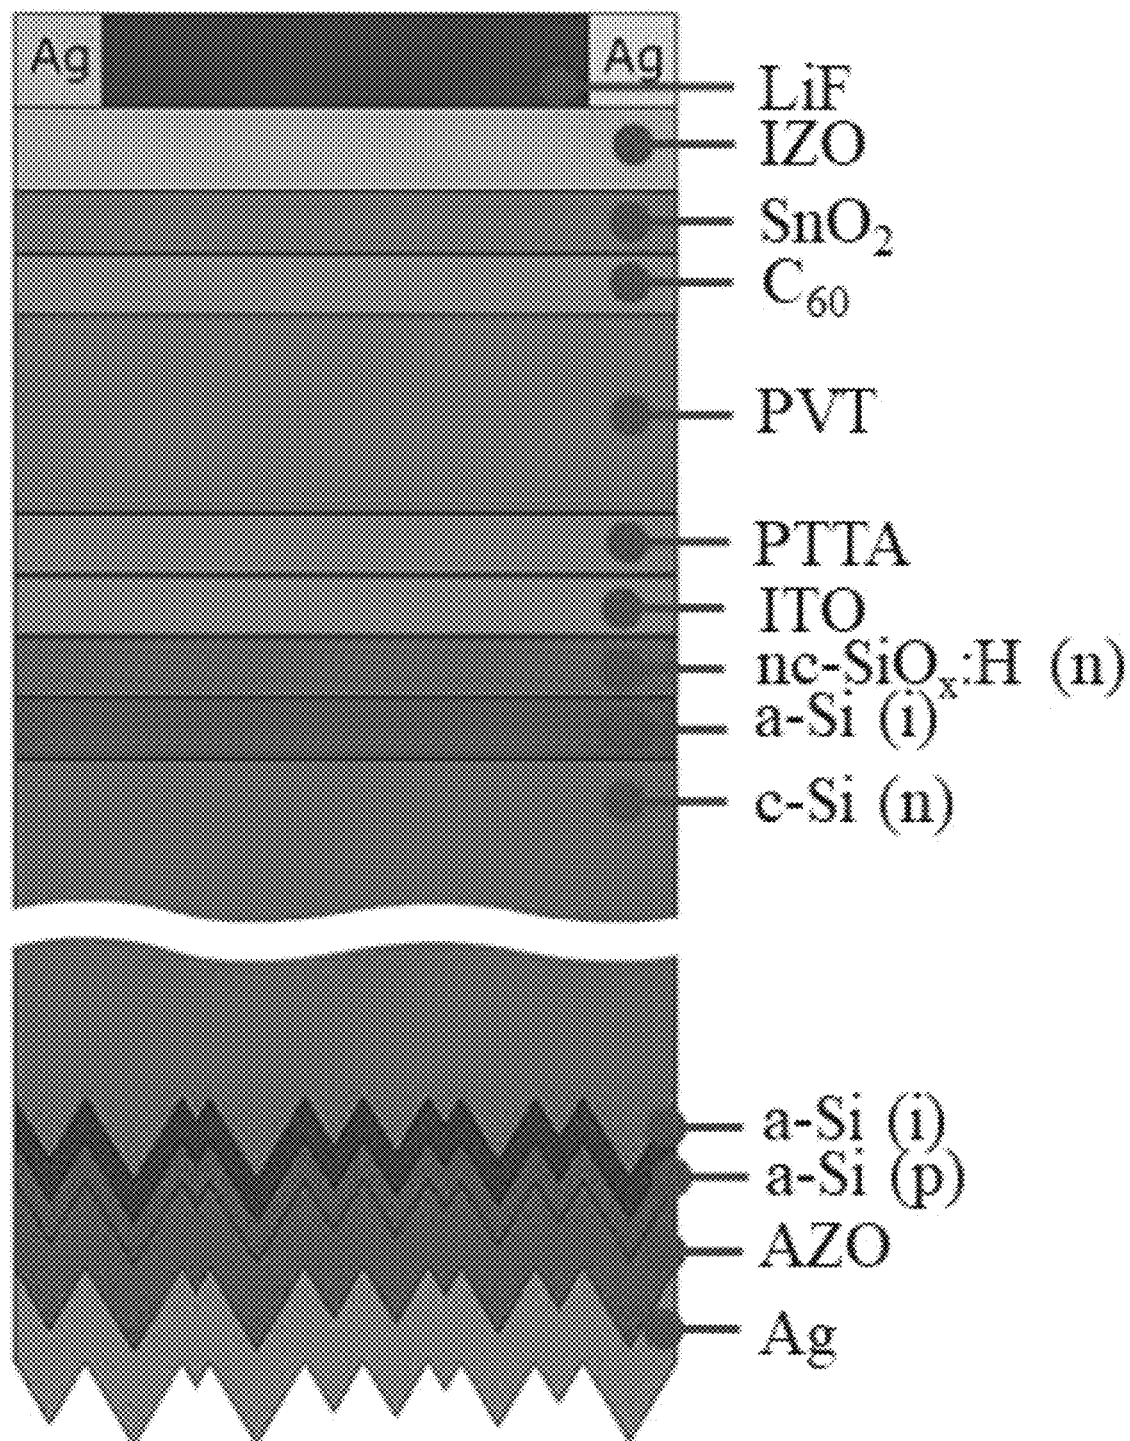 Ag Ag
LiF
IZO
SnO₂
C₆₀
PVT
PTTA
ITO
nc-SiOₓ:H (n)
a-Si (i)
c-Si (n)
a-Si (i)
a-Si (p)
AZO
Ag